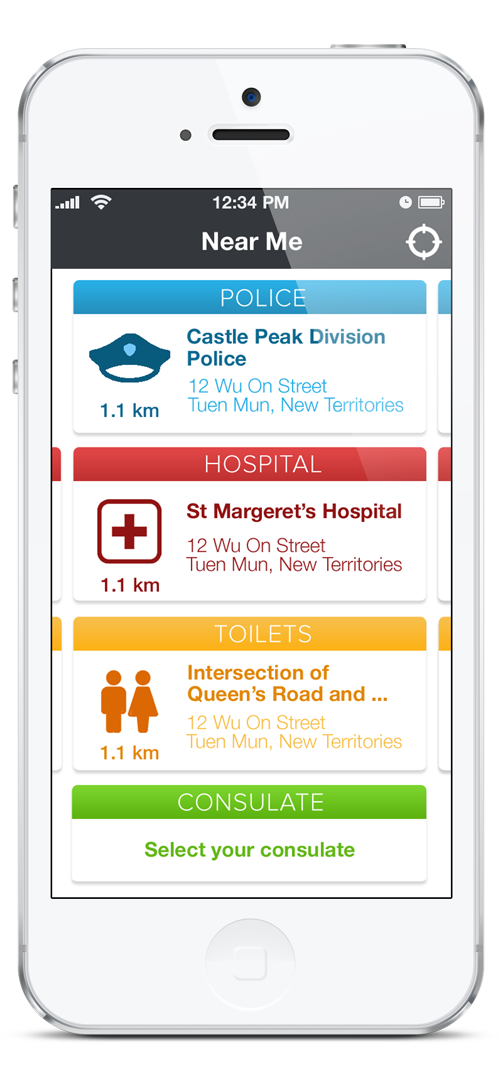 12:34 PM
Near Me
POLICE
Castle Peak Division
Police
12 Wu On Street
Tuen Mun, New Territories
1.1 km
HOSPITAL
St Margeret's Hospital
12 Wu On Street
Tuen Mun, New Territories
1.1 km
TOILETS
Intersection of
Queen's Road and ...
12 Wu On Street
Tuen Mun, New Territories
1.1 km
CONSULATE
Select your consulate